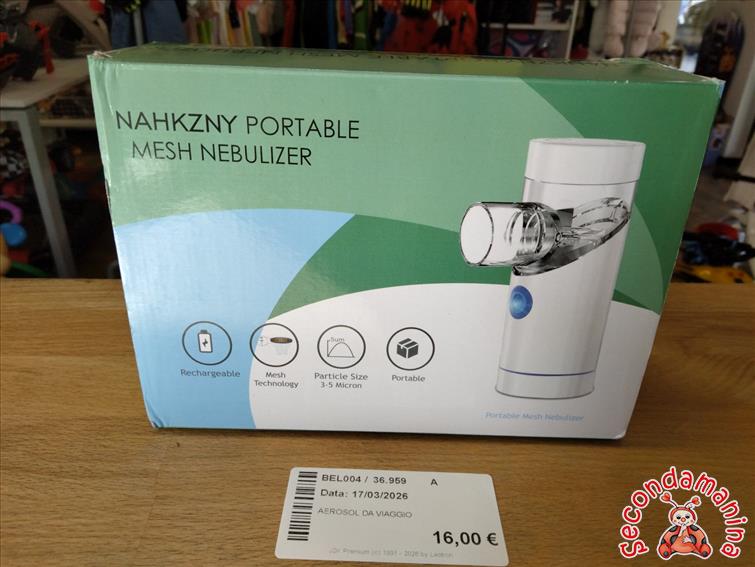 NAHKZNY PORTABLE
MESH NEBULIZER
5um
Rechargeable
Mesh
Technology
Particle Size
3-5 Micron
Portable
Portable Mesh Nebulizer
BEL004 / 36.959 A
Data: 17/03/2026
AEROSOL DA VIAGGIO
16,00 €
Secondamanina